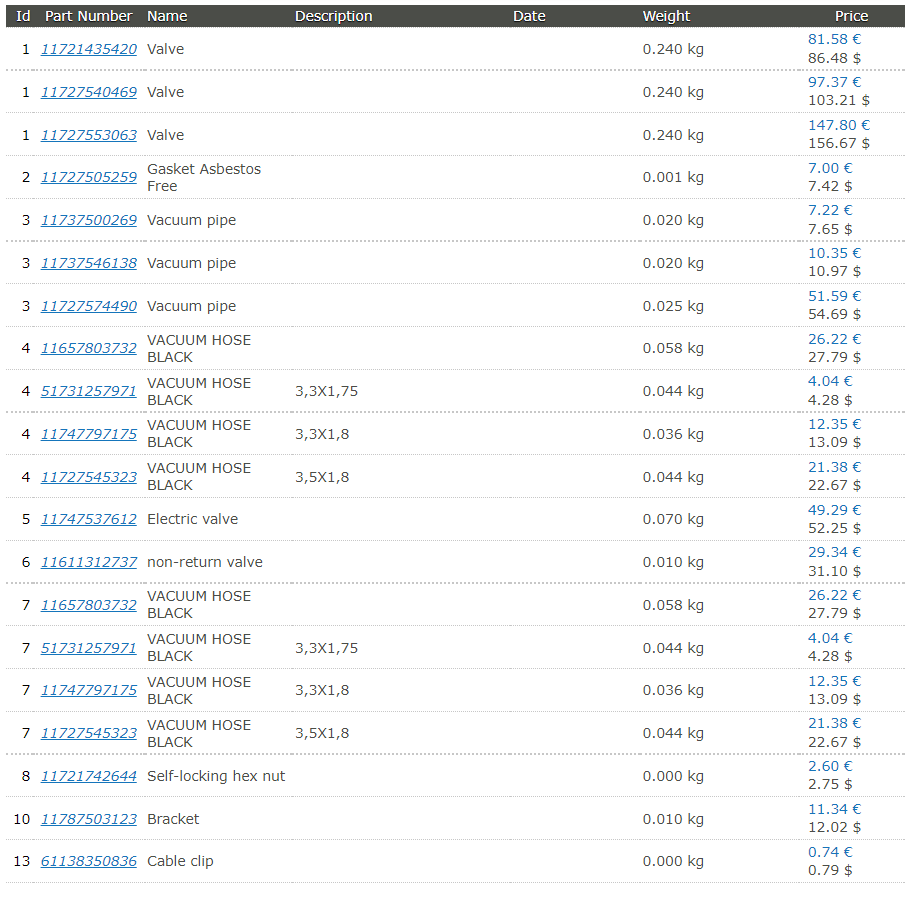 Id Part Number Name Description Date Weight Price
1 11721435420 Valve 0.240 kg 81.58 €
86.48 $
1 11727540469 Valve 0.240 kg 97.37 €
103.21 $
1 11727553063 Valve 0.240 kg 147.80 €
156.67 $
2 11727505259 Gasket Asbestos
Free 0.001 kg 7.00 €
7.42 $
3 11737500269 Vacuum pipe 0.020 kg 7.22 €
7.65 $
3 11737546138 Vacuum pipe 0.020 kg 10.35 €
10.97 $
3 11727574490 Vacuum pipe 0.025 kg 51.59 €
54.69 $
4 11657803732 VACUUM HOSE
BLACK 0.058 kg 26.22 €
27.79 $
4 51731257971 VACUUM HOSE
BLACK 3,3X1,75 0.044 kg 4.04 €
4.28 $
4 11747797175 VACUUM HOSE
BLACK 3,3X1,8 0.036 kg 12.35 €
13.09 $
4 11727545323 VACUUM HOSE
BLACK 3,5X1,8 0.044 kg 21.38 €
22.67 $
5 11747537612 Electric valve 0.070 kg 49.29 €
52.25 $
6 11611312737 non-return valve 0.010 kg 29.34 €
31.10 $
7 11657803732 VACUUM HOSE
BLACK 0.058 kg 26.22 €
27.79 $
7 51731257971 VACUUM HOSE
BLACK 3,3X1,75 0.044 kg 4.04 €
4.28 $
7 11747797175 VACUUM HOSE
BLACK 3,3X1,8 0.036 kg 12.35 €
13.09 $
7 11727545323 VACUUM HOSE
BLACK 3,5X1,8 0.044 kg 21.38 €
22.67 $
8 11721742644 Self-locking hex nut 0.000 kg 2.60 €
2.75 $
10 11787503123 Bracket 0.010 kg 11.34 €
12.02 $
13 61138350836 Cable clip 0.000 kg 0.74 €
0.79 $